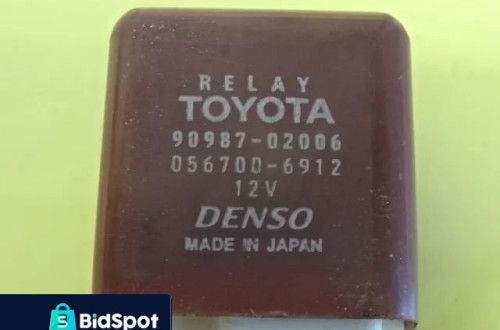 RELAY
TOYOTA
90987-02006
056700-6912
12V
DENSO
MADE IN JAPAN
S BidSpot